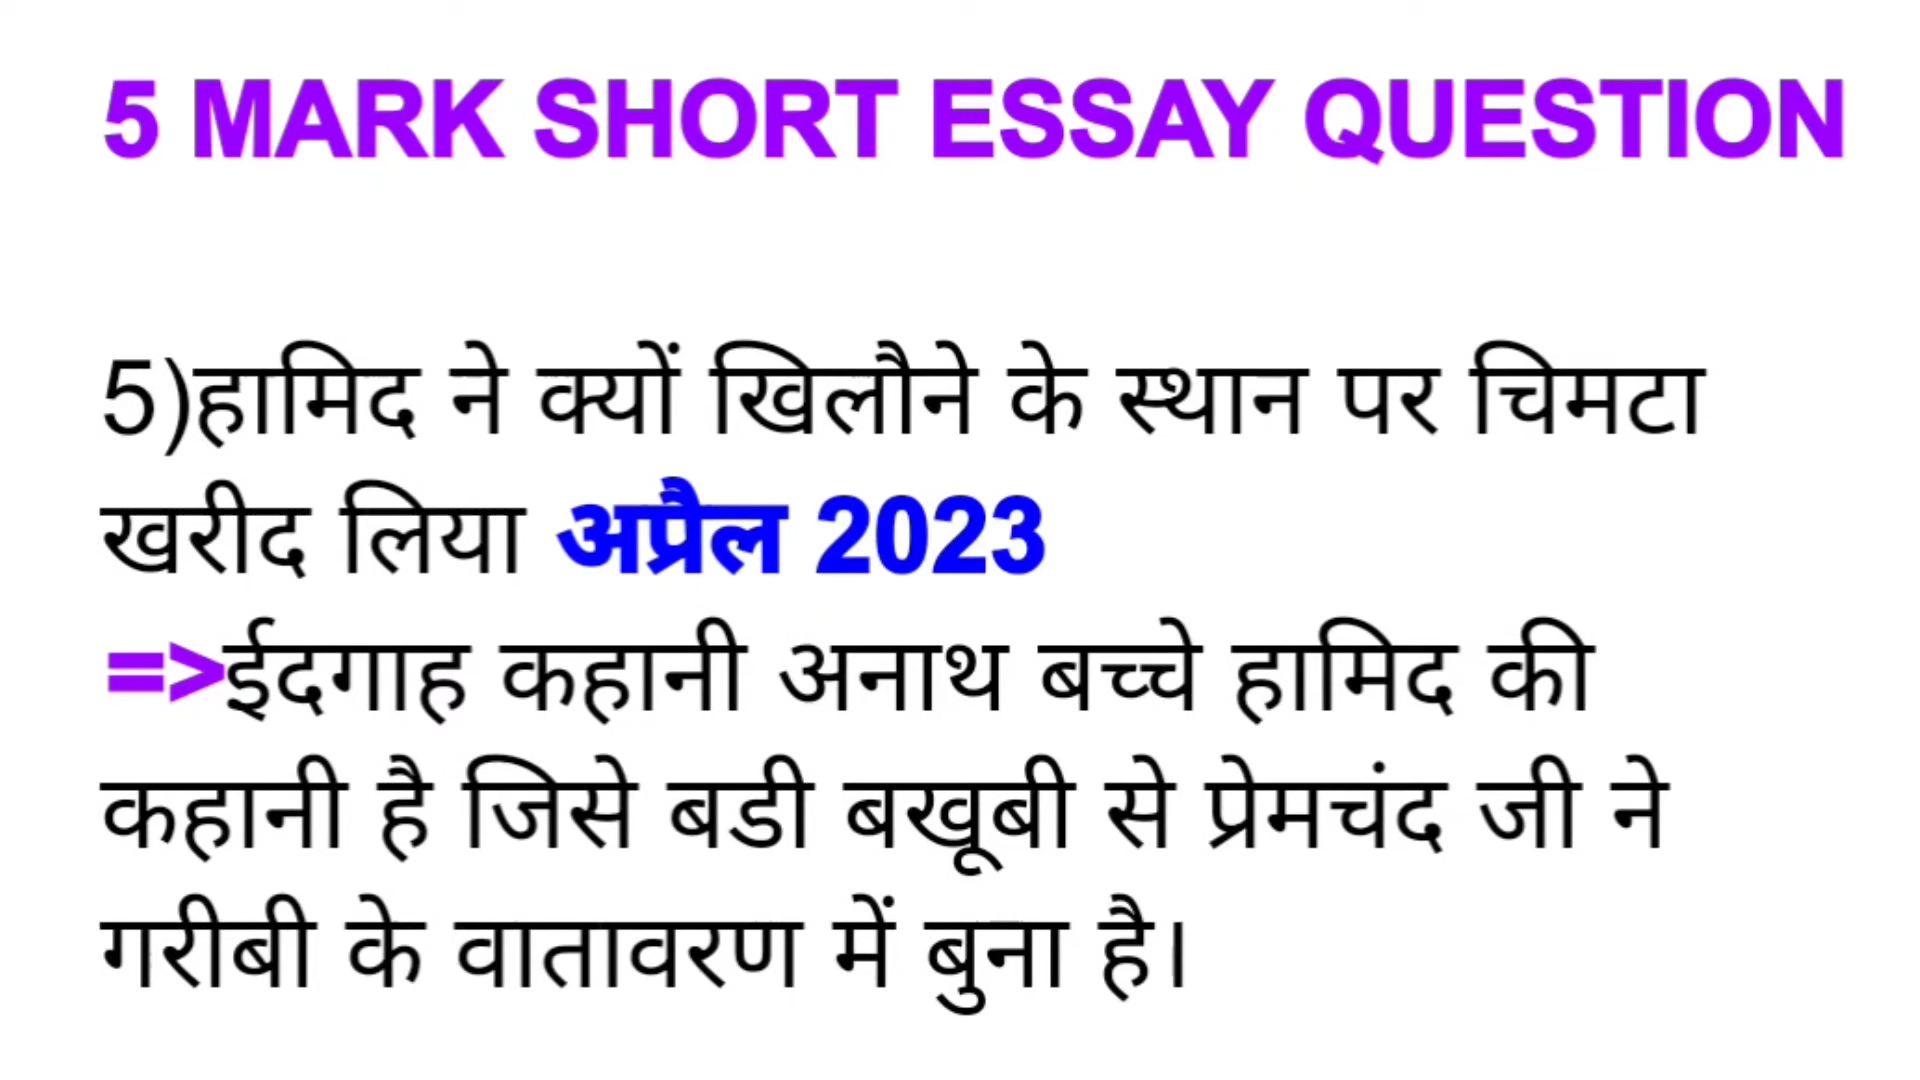 5 MARK SHORT ESSAY QUESTION
5)हामिद ने क्यों खिलौने के स्थान पर चिमटा
खरीद लिया अप्रैल 2023
=>ईदगाह कहानी अनाथ बच्चे हामिद की
कहानी है जिसे बडी बखूबी से प्रेमचंद जी ने
गरीबी के वातावरण में बुना है।